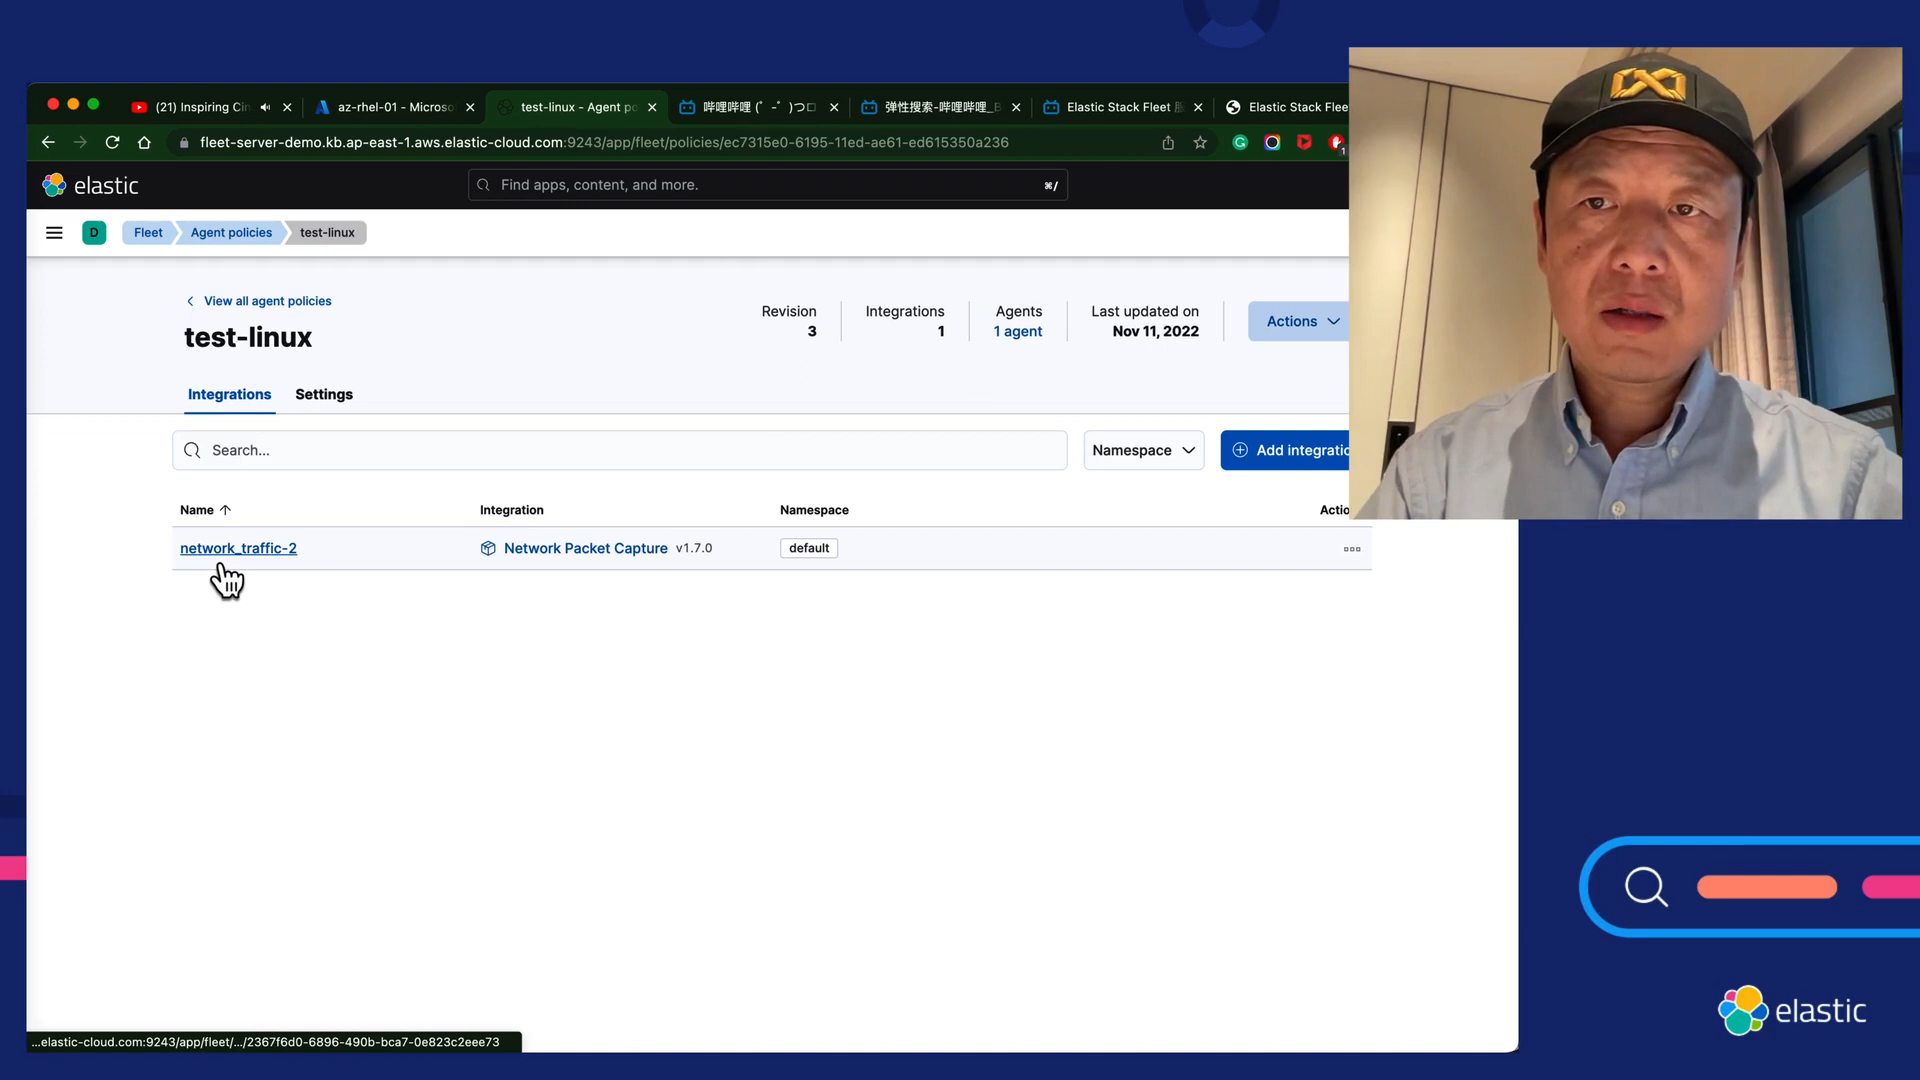 (21) Inspiring Cin
az-rhel-01 - Microso
test-linux - Agent po
哔哩哔哩 (゜-゜)つロ
弹性搜索-哔哩哔哩_B
Elastic Stack Fleet 服
Elastic Stack Flee
fleet-server-demo.kb.ap-east-1.aws.elastic-cloud.com:9243/app/fleet/policies/ec7315e0-6195-11ed-ae61-ed615350a236
1
elastic
Find apps, content, and more.
⌘/
D
Fleet
Agent policies
test-linux
View all agent policies
test-linux
Revision
3
Integrations
1
Agents
1 agent
Last updated on
Nov 11, 2022
Actions
Integrations
Settings
Search...
Namespace
Add integratio
Name
Integration
Namespace
Actio
network_traffic-2
Network Packet Capture v1.7.0
default
...elastic-cloud.com:9243/app/fleet/.../2367f6d0-6896-490b-bca7-0e823c2eee73
elastic